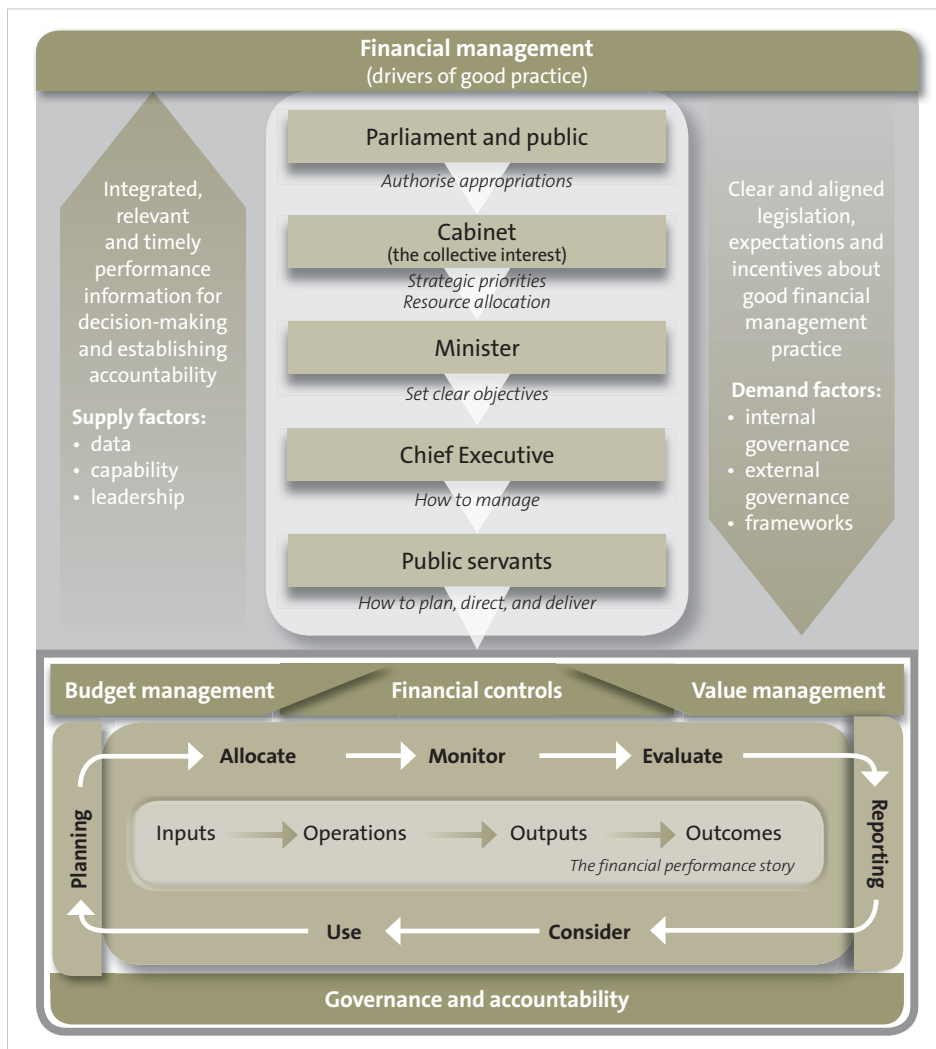 Financial management
(drivers of good practice)
Integrated,
relevant
and timely
performance
information for
decision-making
and establishing
accountability
Supply factors:
• data
• capability
• leadership
Parliament and public
Authorise appropriations
Cabinet
(the collective interest)
Strategic priorities
Resource allocation
Minister
Set clear objectives
Chief Executive
How to manage
Public servants
How to plan, direct, and deliver
Clear and aligned
legislation,
expectations and
incentives about
good financial
management
practice
Demand factors:
• internal
governance
• external
governance
• frameworks
Budget management
Financial controls
Value management
Planning
Allocate
Monitor
Evaluate
Reporting
Inputs
Operations
Outputs
Outcomes
The financial performance story
Use
Consider
Governance and accountability